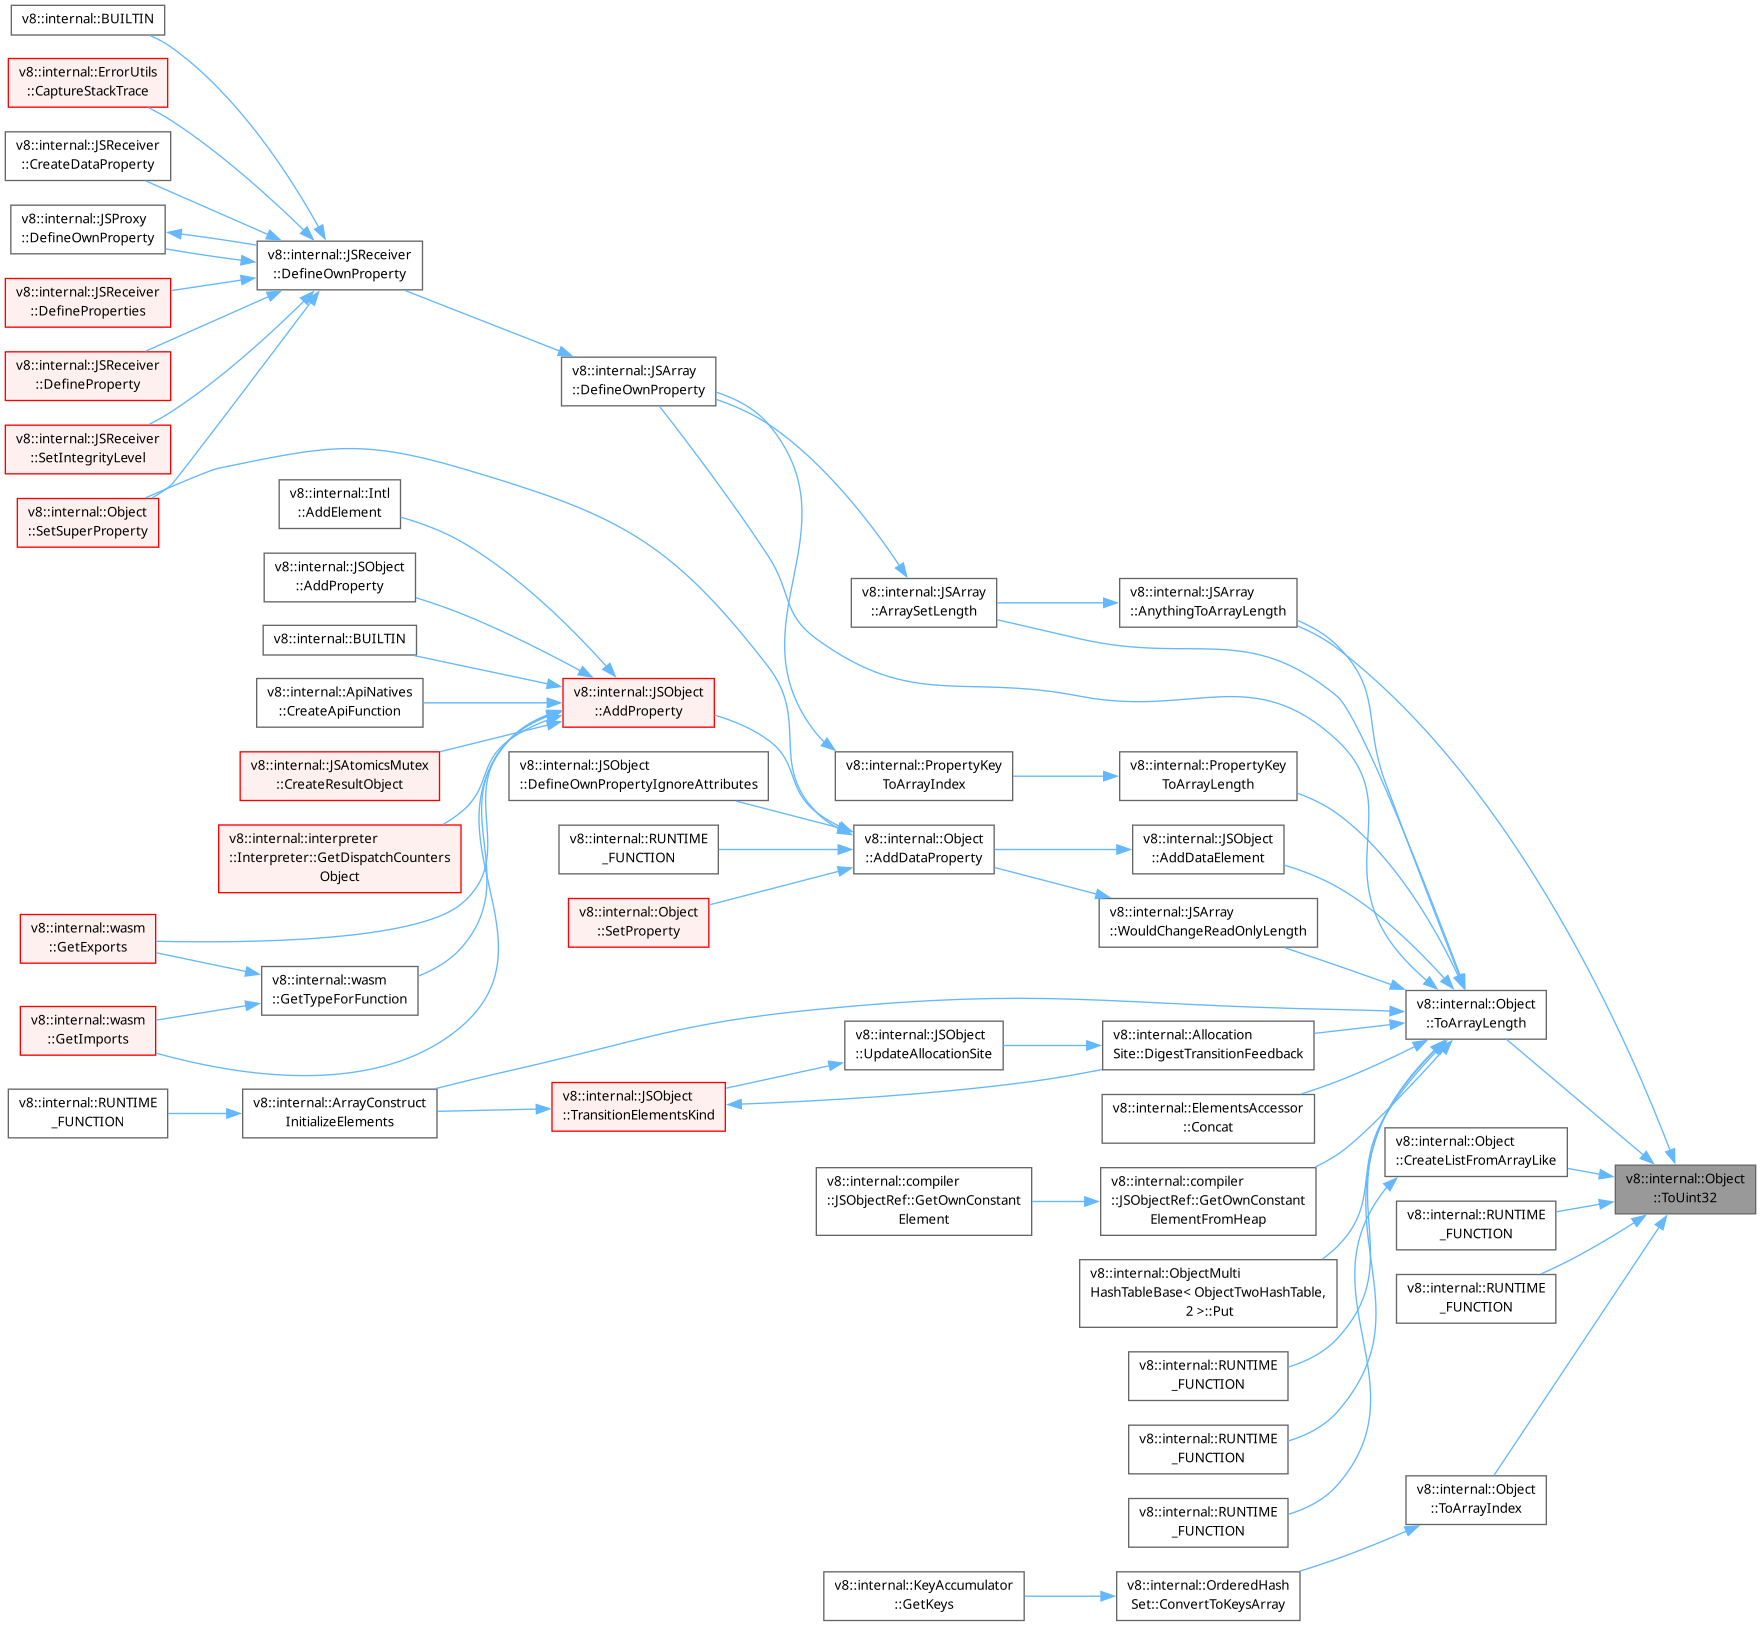 v8::internal::BUILTIN
v8::internal::ErrorUtils
::CaptureStackTrace
v8::internal::JSReceiver
::CreateDataProperty
v8::internal::JSProxy
::DefineOwnProperty
v8::internal::JSReceiver
::DefineOwnProperty
v8::internal::JSReceiver
::DefineProperties
v8::internal::JSReceiver
::DefineProperty
v8::internal::JSReceiver
::SetIntegrityLevel
v8::internal::Object
::SetSuperProperty
v8::internal::JSArray
::DefineOwnProperty
v8::internal::Intl
::AddElement
v8::internal::JSObject
::AddProperty
v8::internal::BUILTIN
v8::internal::ApiNatives
::CreateApiFunction
v8::internal::JSAtomicsMutex
::CreateResultObject
v8::internal::interpreter
::Interpreter::GetDispatchCounters
Object
v8::internal::wasm
::GetExports
v8::internal::wasm
::GetTypeForFunction
v8::internal::wasm
::GetImports
v8::internal::JSObject
::AddProperty
v8::internal::JSObject
::DefineOwnPropertyIgnoreAttributes
v8::internal::RUNTIME
_FUNCTION
v8::internal::Object
::SetProperty
v8::internal::JSArray
::ArraySetLength
v8::internal::JSArray
::AnythingToArrayLength
v8::internal::PropertyKey
ToArrayIndex
v8::internal::PropertyKey
ToArrayLength
v8::internal::Object
::AddDataProperty
v8::internal::JSObject
::AddDataElement
v8::internal::JSArray
::WouldChangeReadOnlyLength
v8::internal::Object
::ToArrayLength
v8::internal::JSObject
::UpdateAllocationSite
v8::internal::Allocation
Site::DigestTransitionFeedback
v8::internal::RUNTIME
_FUNCTION
v8::internal::ArrayConstruct
InitializeElements
v8::internal::JSObject
::TransitionElementsKind
v8::internal::ElementsAccessor
::Concat
v8::internal::compiler
::JSObjectRef::GetOwnConstant
Element
v8::internal::compiler
::JSObjectRef::GetOwnConstant
ElementFromHeap
v8::internal::Object
::CreateListFromArrayLike
v8::internal::Object
::ToUint32
v8::internal::RUNTIME
_FUNCTION
v8::internal::RUNTIME
_FUNCTION
v8::internal::ObjectMulti
HashTableBase< ObjectTwoHashTable,
2 >::Put
v8::internal::RUNTIME
_FUNCTION
v8::internal::RUNTIME
_FUNCTION
v8::internal::RUNTIME
_FUNCTION
v8::internal::Object
::ToArrayIndex
v8::internal::KeyAccumulator
::GetKeys
v8::internal::OrderedHash
Set::ConvertToKeysArray